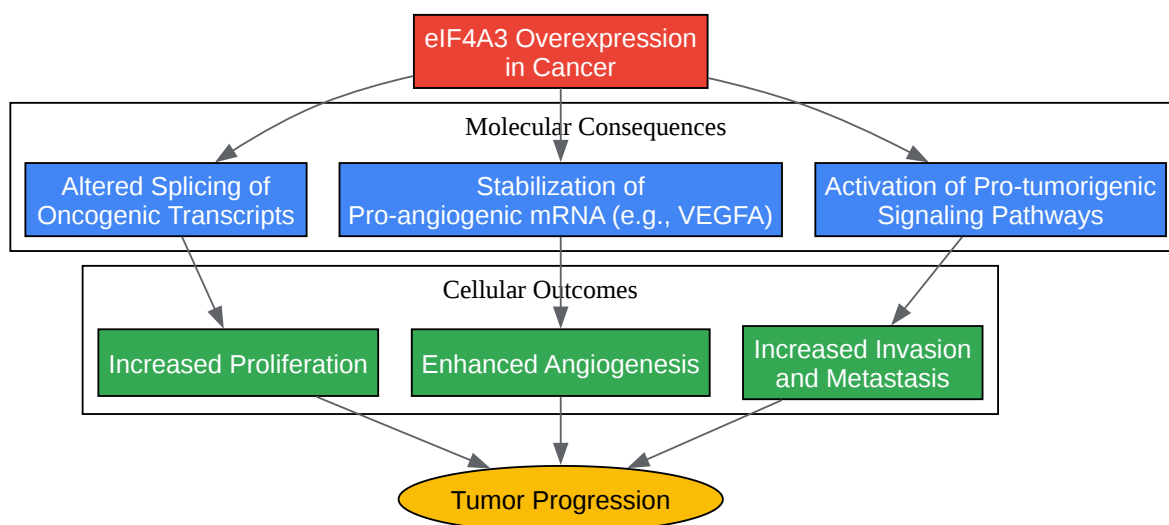 eIF4A3 Overexpression
in Cancer
Molecular Consequences
Altered Splicing of
Oncogenic Transcripts
Stabilization of
Pro-angiogenic mRNA (e.g., VEGFA)
Activation of Pro-tumorigenic
Signaling Pathways
Cellular Outcomes
Increased Proliferation
Enhanced Angiogenesis
Increased Invasion
and Metastasis
Tumor Progression